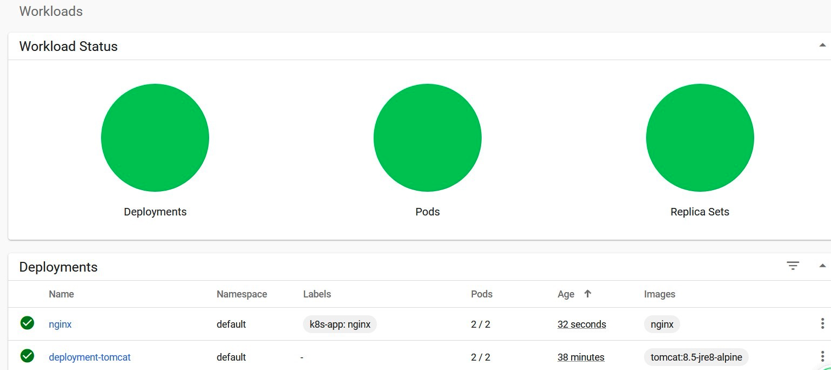 Workloads
Workload Status
Deployments Pods Replica Sets
Deployments
Name Namespace Labels Pods Age Images
nginx default k8s-app: nginx 2 / 2 32 seconds nginx
deployment-tomcat default - 2 / 2 38 minutes tomcat:8.5-jre8-alpine